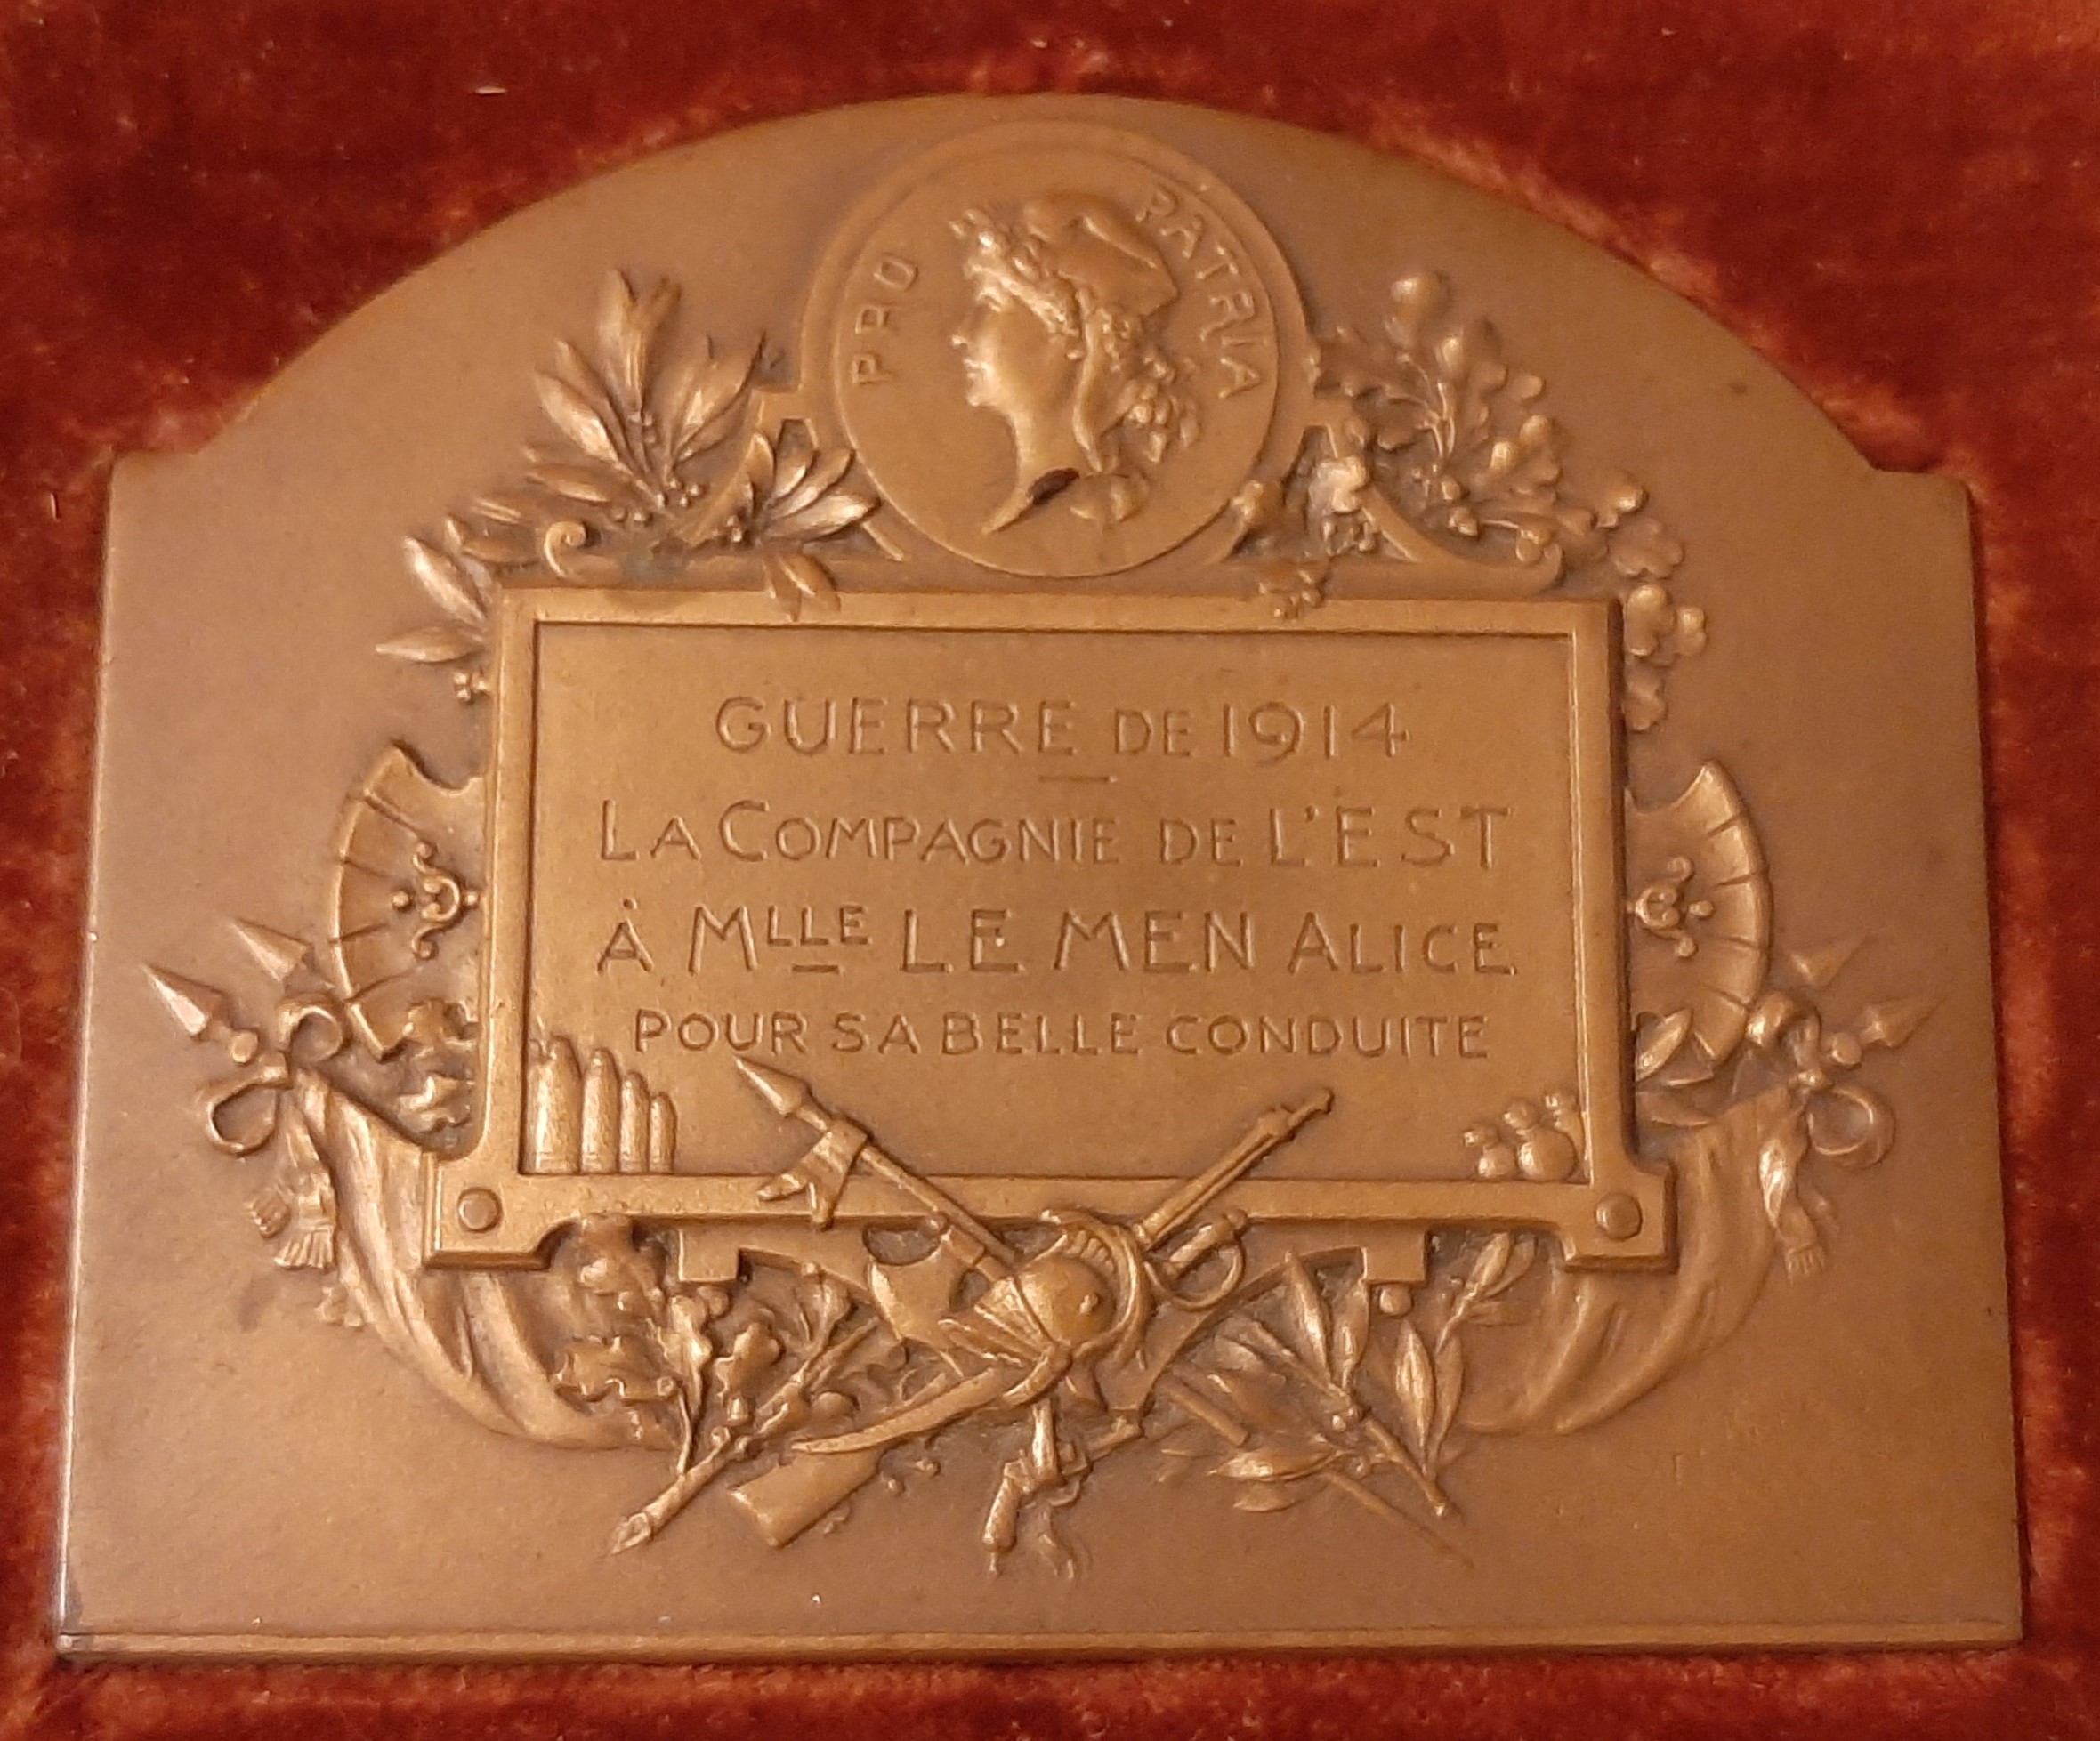 PRO PATRIA
GUERRE DE 1914
LA COMPAGNIE DE L'EST
À MLLE LE MEN ALICE
POUR SA BELLE CONDUITE